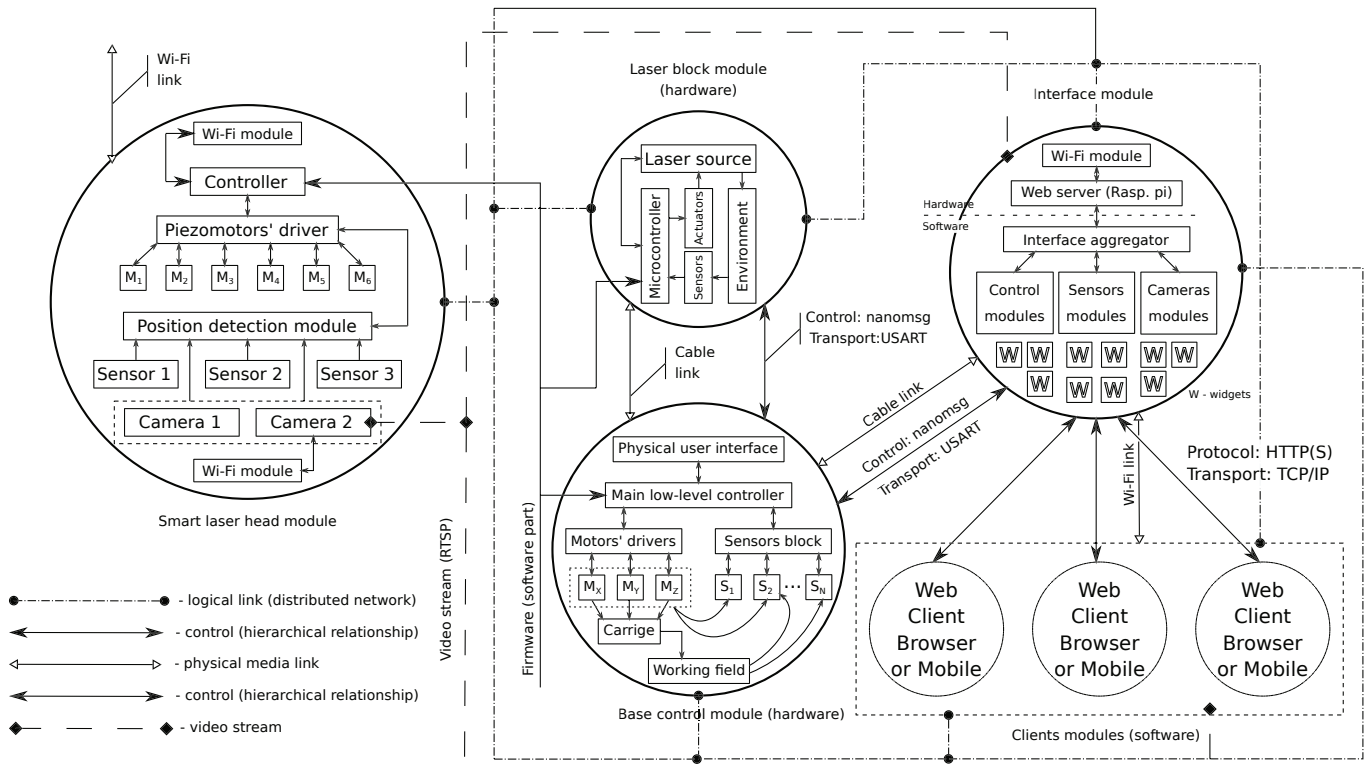 Wi-Fi
link
Wi-Fi module
Controller
Piezomotors' driver
M1
M2
M3
M4
M5
M6
Position detection module
Sensor 1
Sensor 2
Sensor 3
Camera 1
Camera 2
Wi-Fi module
Smart laser head module
Laser block module
(hardware)
Laser source
Microcontroller
Actuators
Sensors
Environment
Cable
link
Control: nanomsg
Transport:USART
Interface module
Wi-Fi module
Web server (Rasp. pi)
Hardware
Software
Interface aggregator
Control
modules
Sensors
modules
Cameras
modules
W W W W W W
W W W W
W - widgets
Cable link
Control: nanomsg
Transport: USART
Physical user interface
Main low-level controller
Motors' drivers
Sensors block
MX
MY
MZ
S1
S2
...
SN
Carrige
Working field
Base control module (hardware)
Video stream (RTSP)
Firmware (software part)
Wi-Fi link
Protocol: HTTP(S)
Transport: TCP/IP
Web
Client
Browser
or Mobile
Web
Client
Browser
or Mobile
Web
Client
Browser
or Mobile
Clients modules (software)
- logical link (distributed network)
- control (hierarchical relationship)
- physical media link
- control (hierarchical relationship)
- video stream